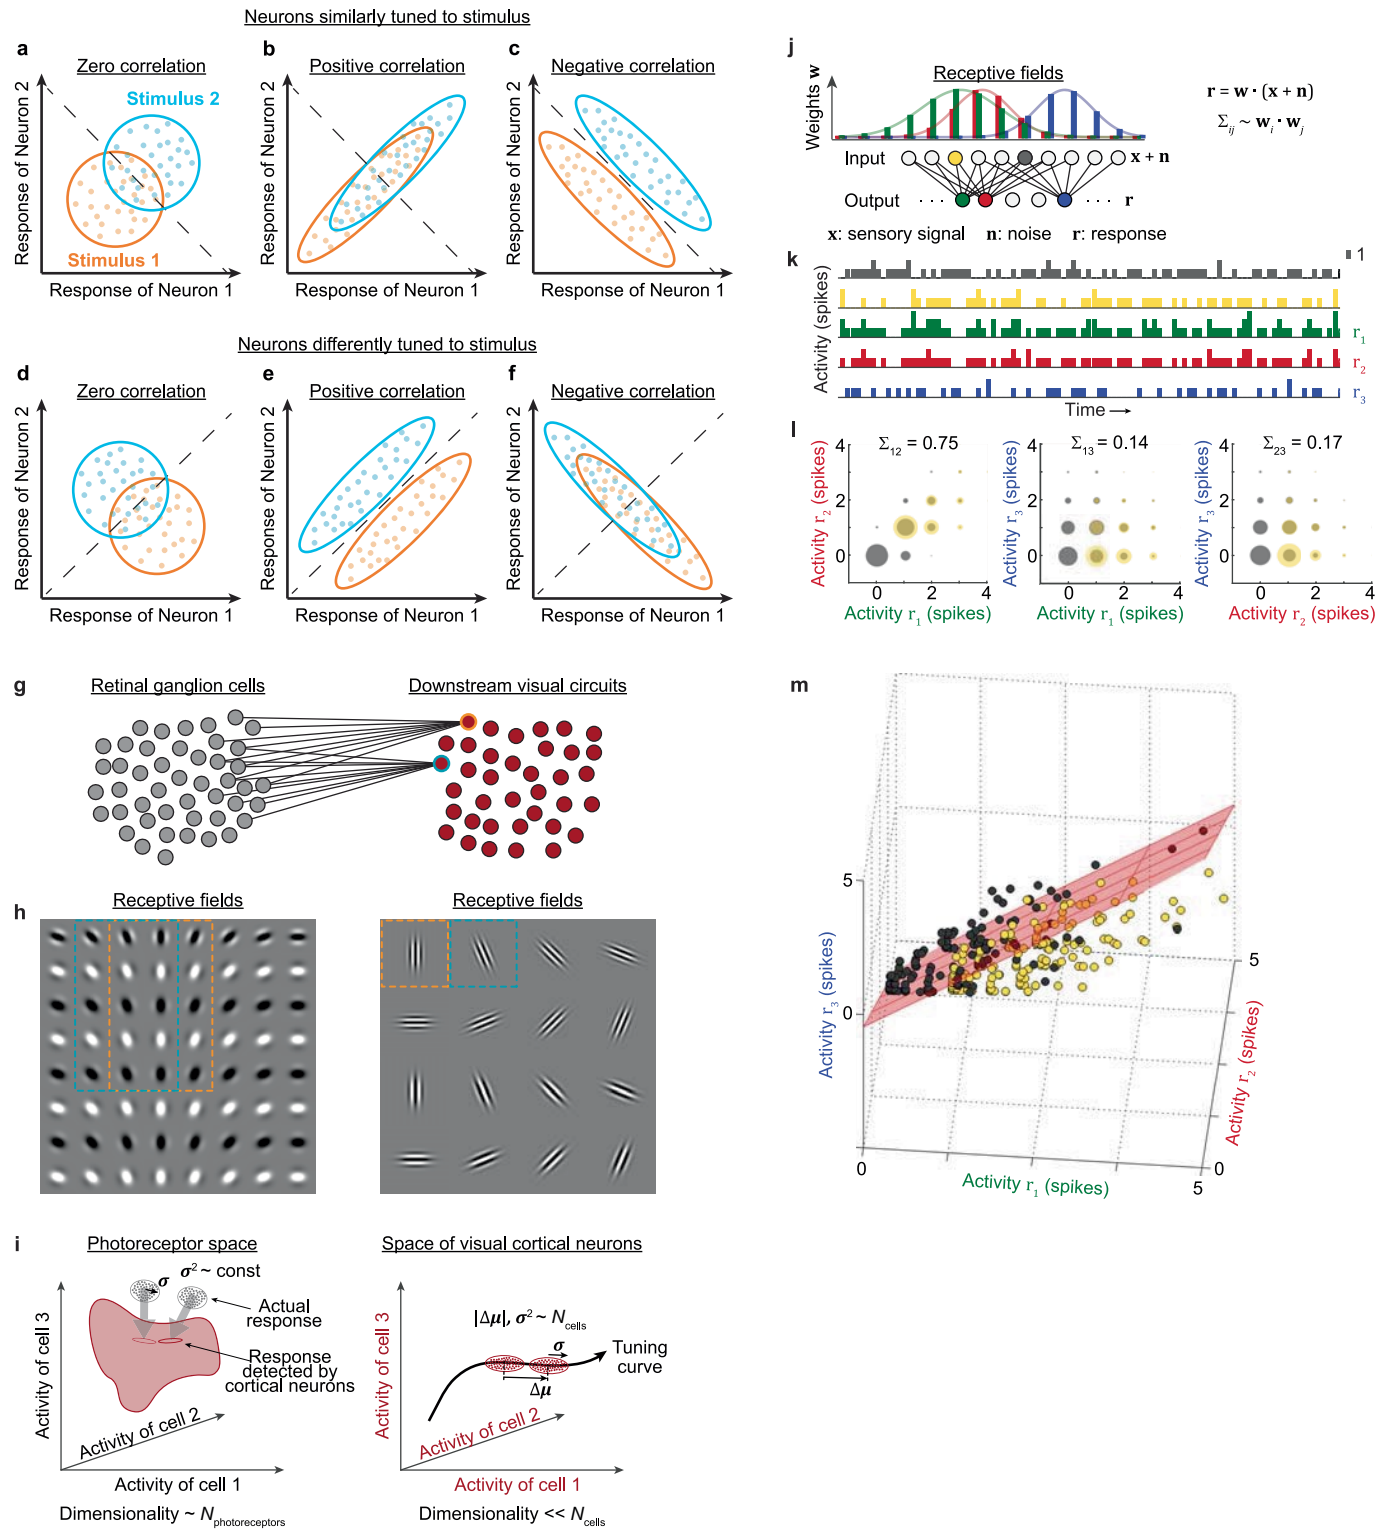 Neurons similarly tuned to stimulus
a
Zero correlation
Response of Neuron 2
Stimulus 2
Stimulus 1
Response of Neuron 1
b
Positive correlation
Response of Neuron 2
Response of Neuron 1
c
Negative correlation
Response of Neuron 2
Response of Neuron 1
Neurons differently tuned to stimulus
d
Zero correlation
Response of Neuron 2
Response of Neuron 1
e
Positive correlation
Response of Neuron 2
Response of Neuron 1
f
Negative correlation
Response of Neuron 2
Response of Neuron 1
g
Retinal ganglion cells
Downstream visual circuits
h
Receptive fields
Receptive fields
i
Photoreceptor space
σ
σ² ~ const
Actual
response
Response
detected by
cortical neurons
Activity of cell 3
Activity of cell 2
Activity of cell 1
Dimensionality ~ N photoreceptors
Space of visual cortical neurons
|Δμ|, σ² ~ N cells
σ
Tuning
curve
Δμ
Activity of cell 3
Activity of cell 2
Activity of cell 1
Dimensionality << N cells
j
Receptive fields
Weights w
r = w · (x + n)
Σij ~ wi · wj
Input
x + n
Output
· · ·
· · ·
r
x: sensory signal n: noise r: response
k
1
Activity (spikes)
r1
r2
r3
Time
l
Σ12 = 0.75
Activity r2 (spikes)
4
2
0
0 2 4
Activity r1 (spikes)
Σ13 = 0.14
Activity r3 (spikes)
4
2
0
0 2 4
Activity r1 (spikes)
Σ23 = 0.17
Activity r3 (spikes)
4
2
0
0 2 4
Activity r2 (spikes)
m
5
0
Activity r3 (spikes)
0
Activity r1 (spikes)
5
5
0
Activity r2 (spikes)